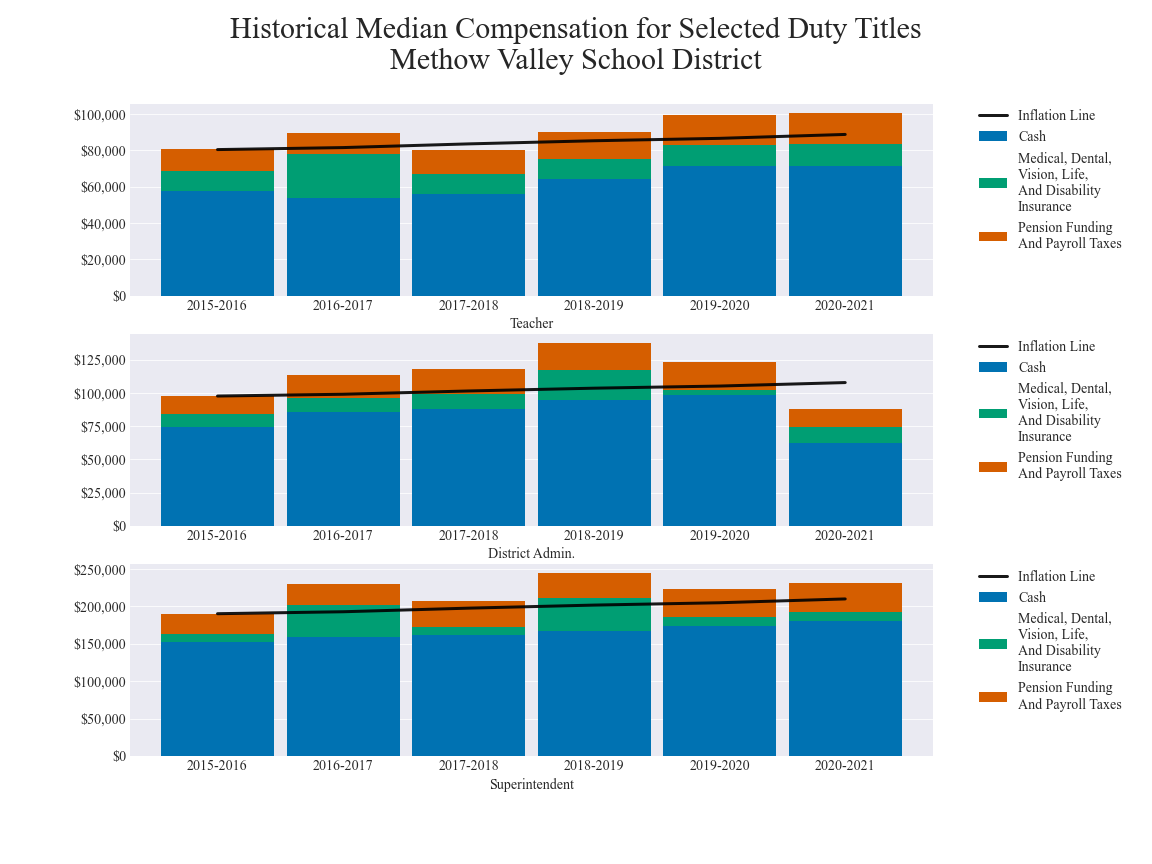 Historical Median Compensation for Selected Duty Titles
Methow Valley School District
$100,000
$80,000
$60,000
$40,000
$20,000
$0
2015-2016 2016-2017 2017-2018 2018-2019 2019-2020 2020-2021
Teacher
Inflation Line
Cash
Medical, Dental,
Vision, Life,
And Disability
Insurance
Pension Funding
And Payroll Taxes
$125,000
$100,000
$75,000
$50,000
$25,000
$0
2015-2016 2016-2017 2017-2018 2018-2019 2019-2020 2020-2021
District Admin.
Inflation Line
Cash
Medical, Dental,
Vision, Life,
And Disability
Insurance
Pension Funding
And Payroll Taxes
$250,000
$200,000
$150,000
$100,000
$50,000
$0
2015-2016 2016-2017 2017-2018 2018-2019 2019-2020 2020-2021
Superintendent
Inflation Line
Cash
Medical, Dental,
Vision, Life,
And Disability
Insurance
Pension Funding
And Payroll Taxes